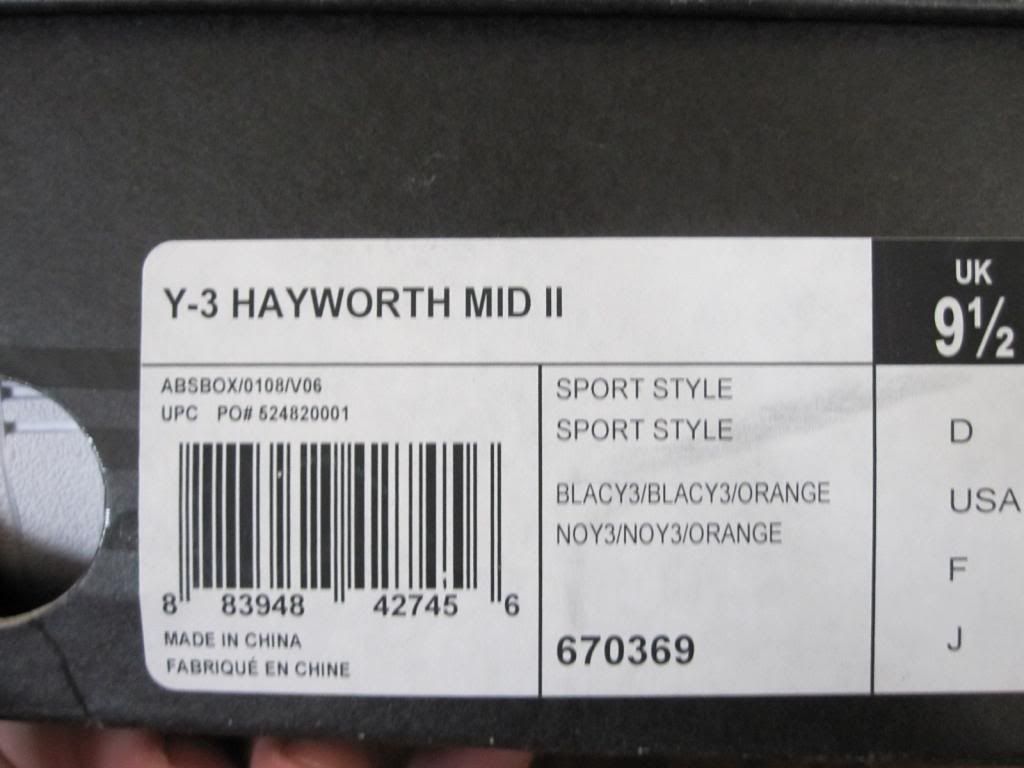 Y-3 HAYWORTH MID II
UK
9½
ABSBOX/0108/V06
UPC PO# 524820001
8 83948 42745 6
MADE IN CHINA
FABRIQUÉ EN CHINE
SPORT STYLE
SPORT STYLE
BLACY3/BLACY3/ORANGE
NOY3/NOY3/ORANGE
670369
D
USA
F
J